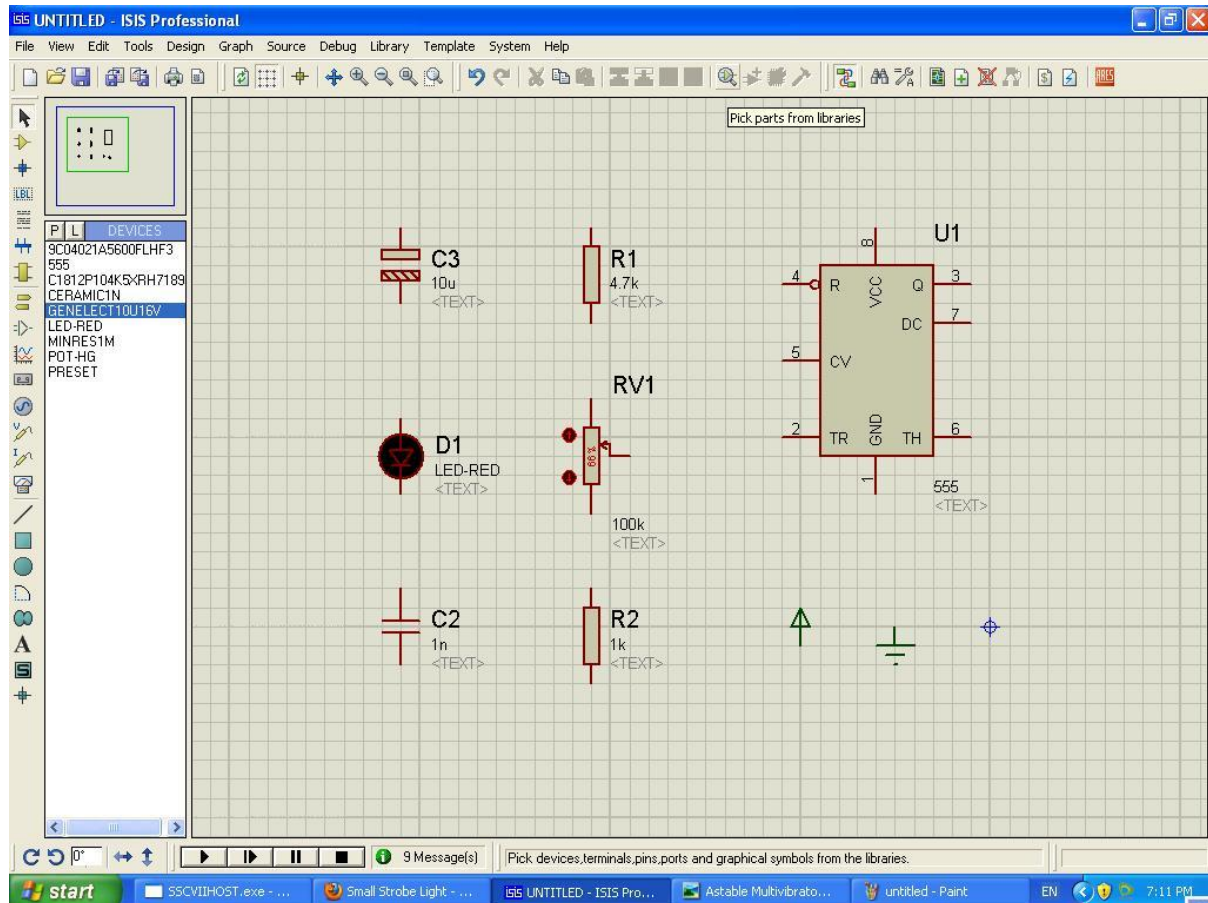 isis UNTITLED - ISIS Professional
File View Edit Tools Design Graph Source Debug Library Template System Help
ARES
Pick parts from libraries
LBL
P L DEVICES
9C04021A5600FLHF3
555
C1812P104K5XRH7189
CERAMIC1N
GENELECT10U16V
LED-RED
MINRES1M
POT-HG
PRESET
V
I
A
S
C3
10u
<TEXT>
R1
4.7k
<TEXT>
U1
8
4 R VCC Q 3
DC 7
5 CV
2 TR GND TH 6
1
555
<TEXT>
RV1
66 %
100k
<TEXT>
D1
LED-RED
<TEXT>
C2
1n
<TEXT>
R2
1k
<TEXT>
0° 9 Message(s) Pick devices,terminals,pins,ports and graphical symbols from the libraries.
start SSCVIIHOST.exe - ... Small Strobe Light - ... isis UNTITLED - ISIS Pro... Astable Multivibrato... untitled - Paint EN 7:11 PM